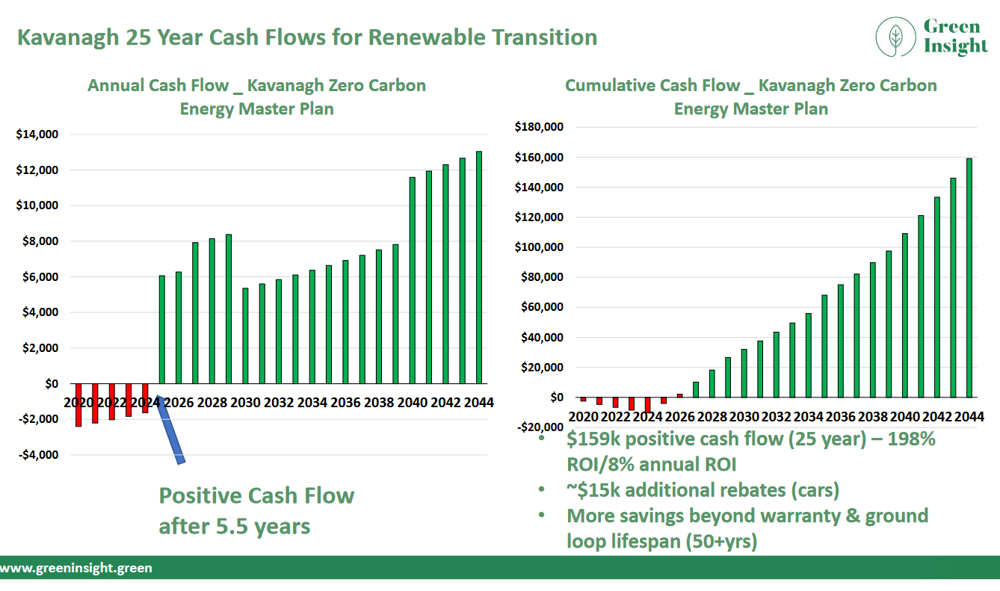 Kavanagh 25 Year Cash Flows for Renewable Transition
Green
Insight
Annual Cash Flow _ Kavanagh Zero Carbon
Energy Master Plan
$14,000
$12,000
$10,000
$8,000
$6,000
$4,000
$2,000
$0
-$2,000
-$4,000
2020 2022 2024 2026 2028 2030 2032 2034 2036 2038 2040 2042 2044
Positive Cash Flow
after 5.5 years
Cumulative Cash Flow _ Kavanagh Zero Carbon
Energy Master Plan
$180,000
$160,000
$140,000
$120,000
$100,000
$80,000
$60,000
$40,000
$20,000
$0
-$20,000
2020 2022 2024 2026 2028 2030 2032 2034 2036 2038 2040 2042 2044
• $159k positive cash flow (25 year) – 198%
ROI/8% annual ROI
• ~$15k additional rebates (cars)
• More savings beyond warranty & ground
loop lifespan (50+yrs)
www.greeninsight.green